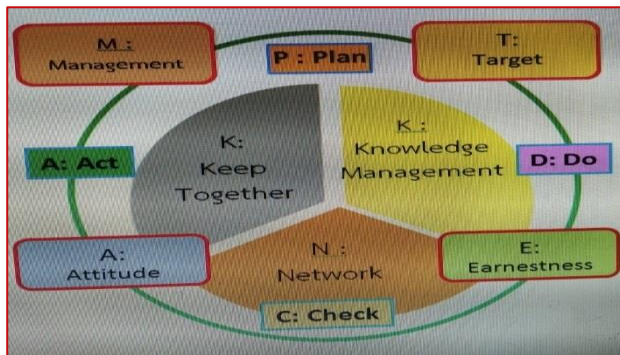 M :
Management
P : Plan
T:
Target
K:
Keep
Together
K :
Knowledge
Management
A: Act
D: Do
A:
Attitude
N :
Network
E:
Earnestness
C: Check